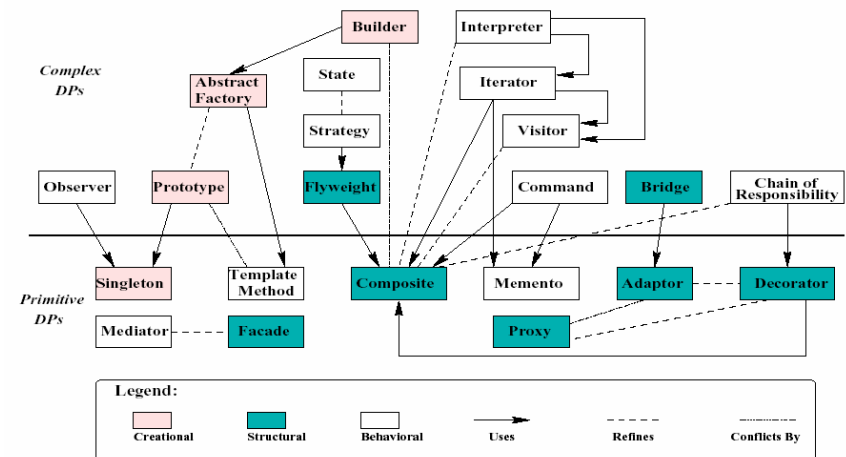 Builder
Interpreter
Complex
DPs
Abstract
Factory
State
Iterator
Strategy
Visitor
Observer
Prototype
Flyweight
Command
Bridge
Chain of
Responsibility
Singleton
Template
Method
Composite
Memento
Adaptor
Decorator
Primitive
DPs
Mediator
Facade
Proxy
Legend:
Creational
Structural
Behavioral
Uses
Refines
Conflicts By